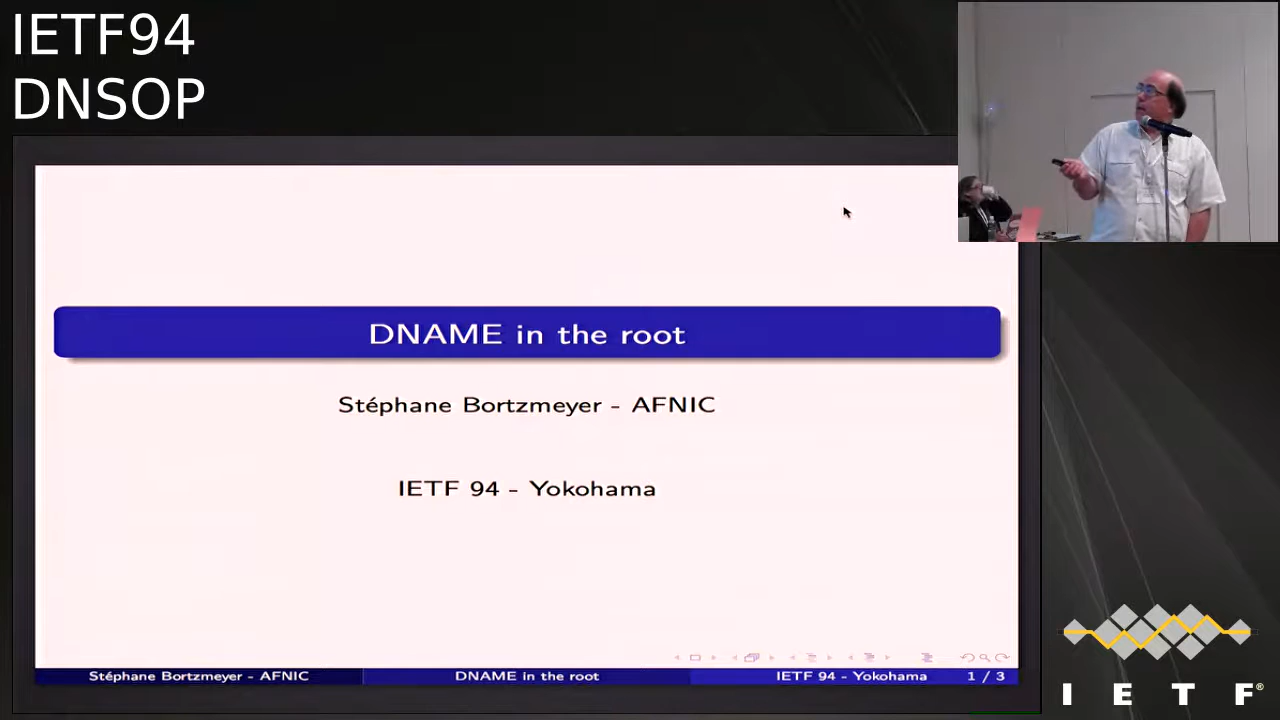 IETF94
DNSOP
DNAME in the root
Stéphane Bortzmeyer - AFNIC
IETF 94 - Yokohama
Stéphane Bortzmeyer - AFNIC
DNAME in the root
IETF 94 - Yokohama
1 / 3
I E T F®